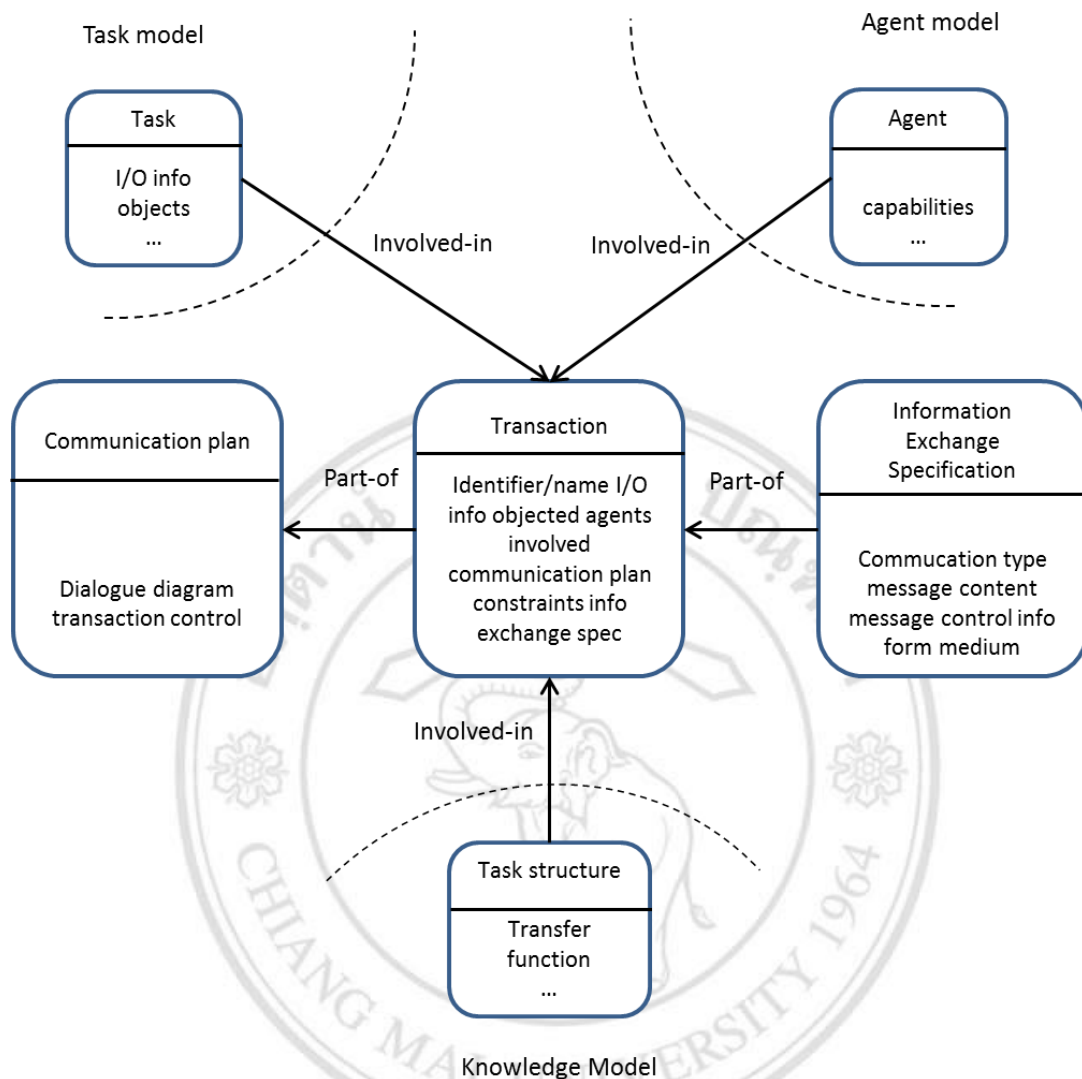 Task model
Agent model
Task
I/O info
objects
...
Agent
capabilities
...
Involved-in
Involved-in
Communication plan
Dialogue diagram
transaction control
Part-of
Transaction
Identifier/name I/O
info objected agents
involved
communication plan
constraints info
exchange spec
Part-of
Information
Exchange
Specification
Commucation type
message content
message control info
form medium
Involved-in
Task structure
Transfer
function
...
Knowledge Model
CHIANG MAI UNIVERSITY 1964